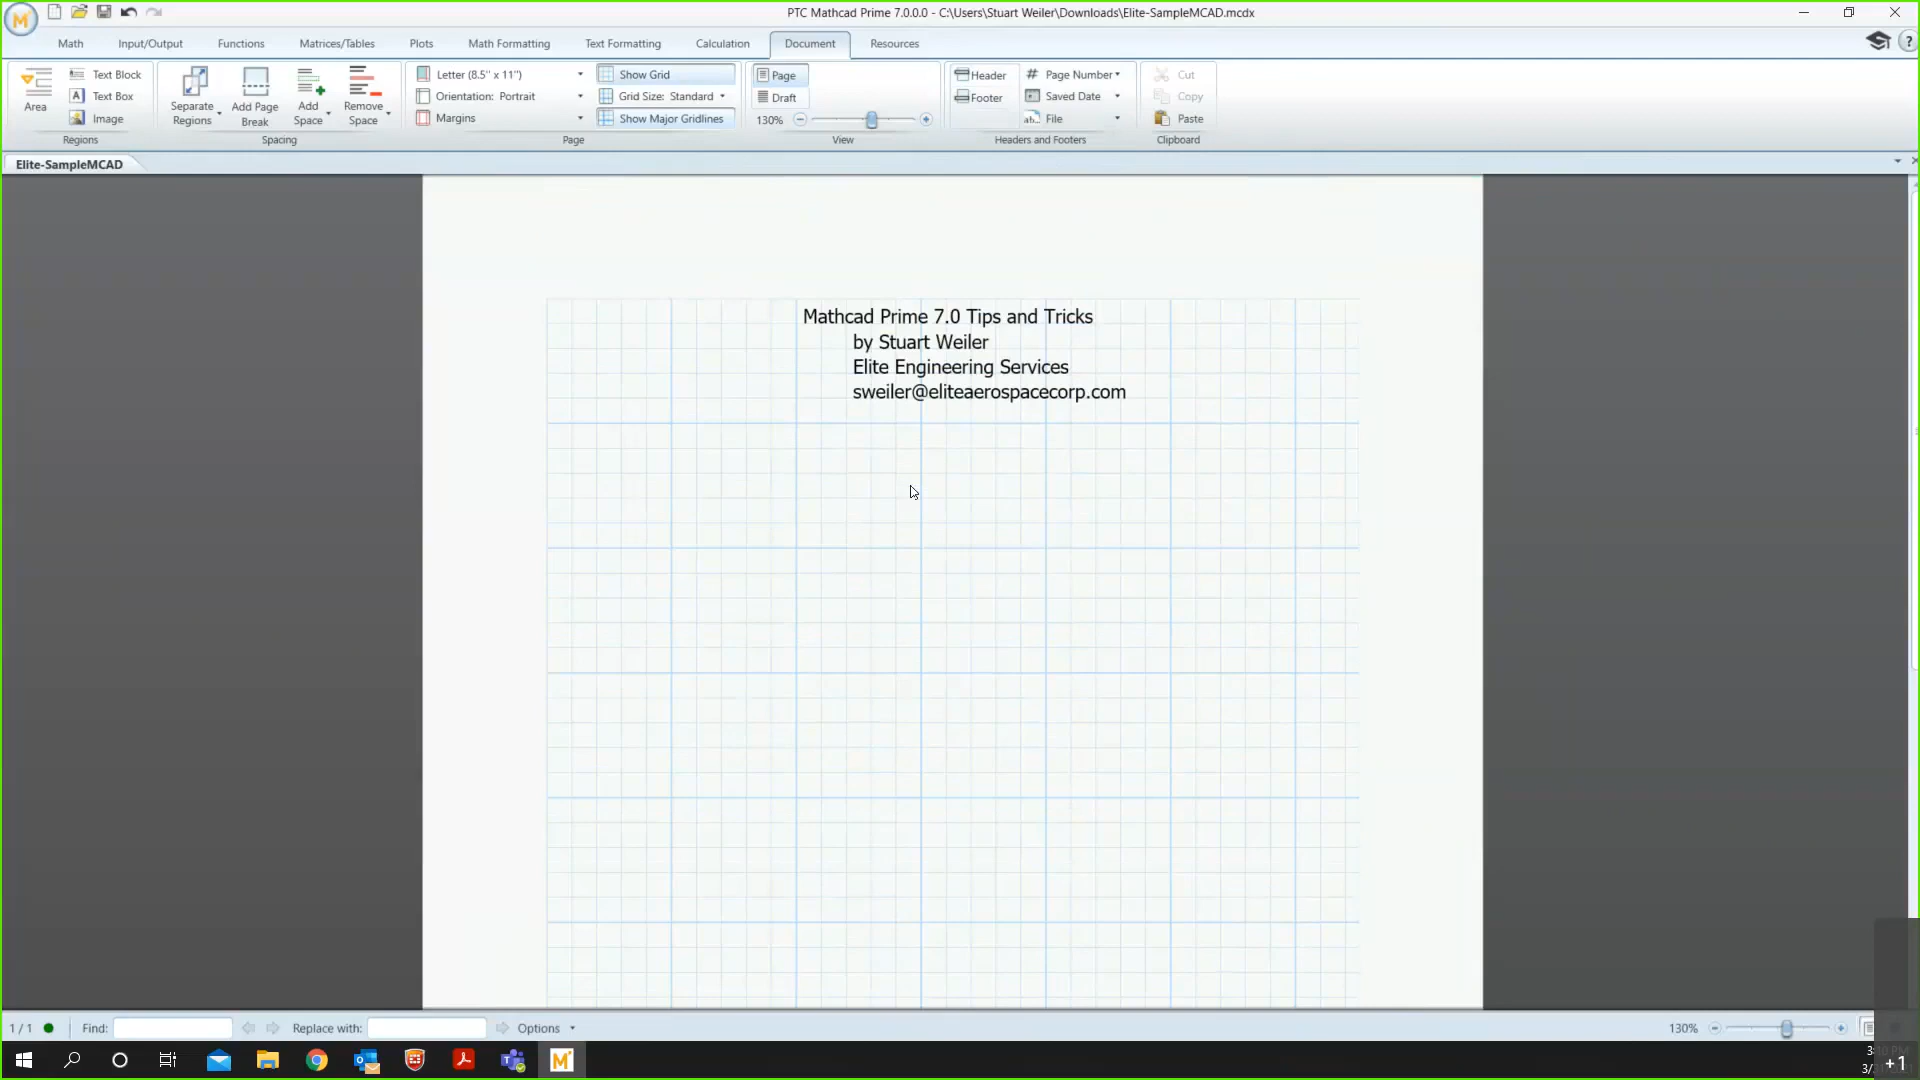 PTC Mathcad Prime 7.0.0.0 - C:\Users\Stuart Weiler\Downloads\Elite-SampleMCAD.mcdx
Math Input/Output Functions Matrices/Tables Plots Math Formatting Text Formatting Calculation Document Resources
Area
Text Block
Text Box
Image
Regions
Separate Regions
Add Page Break
Add Space
Remove Space
Spacing
Letter (8.5" x 11")
Orientation: Portrait
Margins
Show Grid
Grid Size: Standard
Show Major Gridlines
Page
Page
Draft
130%
View
Header
Footer
# Page Number
Saved Date
File
Headers and Footers
Cut
Copy
Paste
Clipboard
Elite-SampleMCAD
Mathcad Prime 7.0 Tips and Tricks
by Stuart Weiler
Elite Engineering Services
sweiler@eliteaerospacecorp.com
1 / 1 Find: Replace with: Options 130%
+1